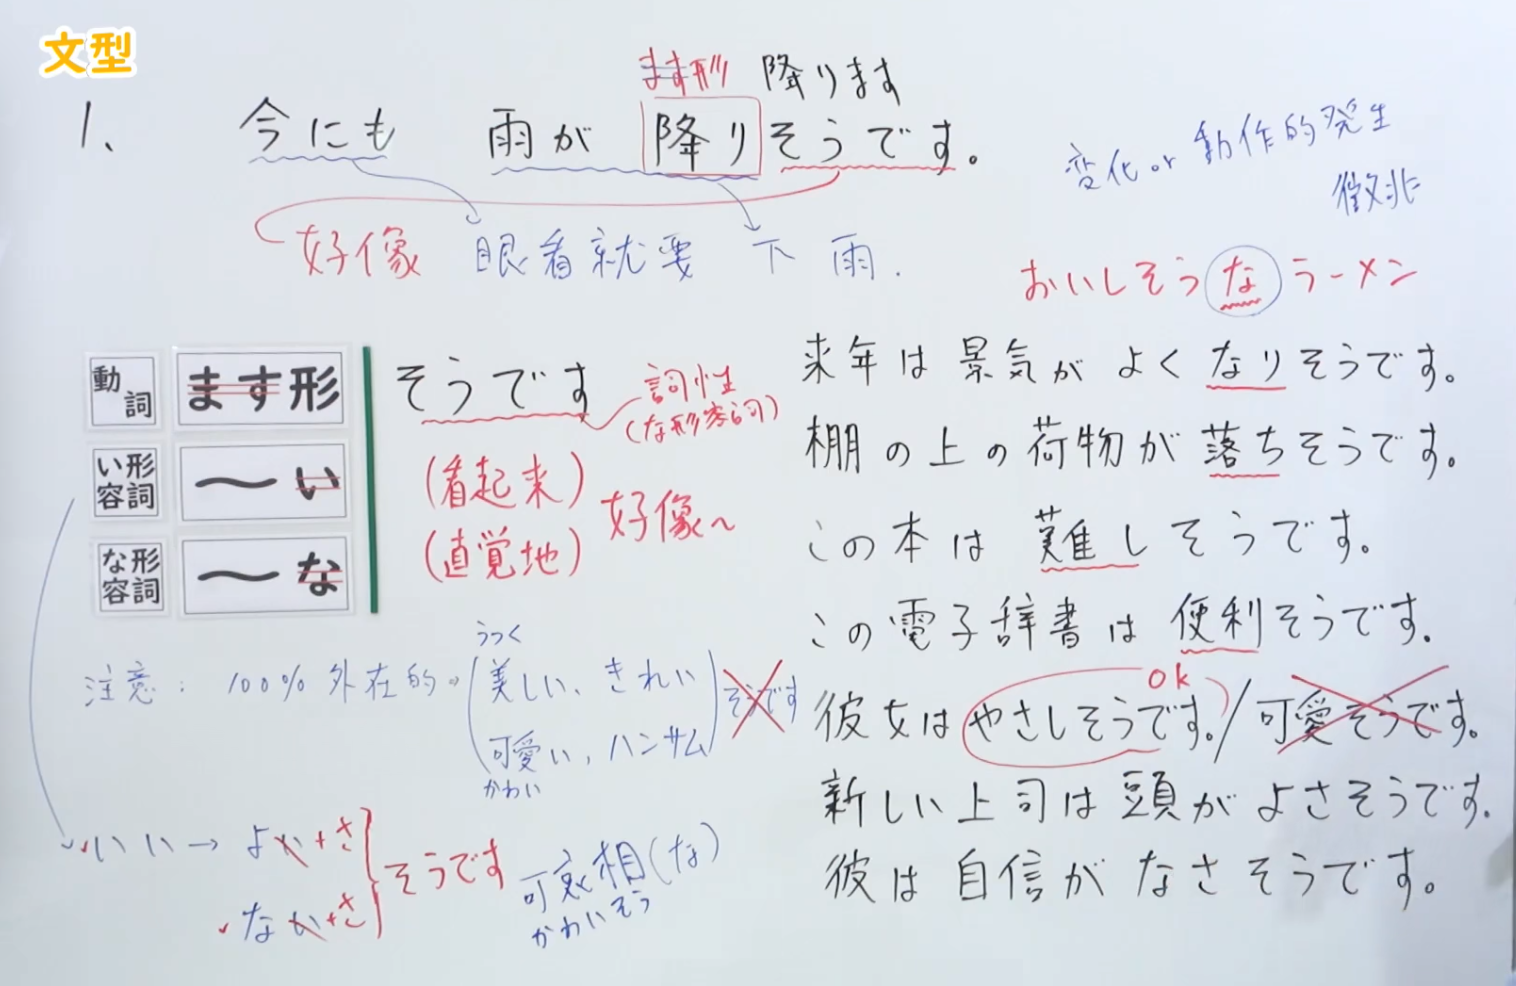 文型
ます形 降ります
1、 今にも 雨が 降りそうです。
変化or動作的発生
徵兆
好像 眼看就要 下雨.
おいしそうなラーメン
動詞 ます形 そうです
い形容詞 〜い
な形容詞 〜な
詞性
(な形容詞)
(看起来)
(直覚地)
好像~
来年は景気がよくなりそうです。
棚の上の荷物が落ちそうです。
この本は難しそうです。
この電子辞書は便利そうです。
彼女はやさしそうです。/可愛そうです。
ok
新しい上司は頭がよさそうです.
彼は自信がなさそうです。
注意: 100%外在的。
うつく
(美しい、きれい
可愛い,ハンサム)
かわい
そうです
いい→よい+さ
ない+さ
そうです
可哀相(な)
かわいそう